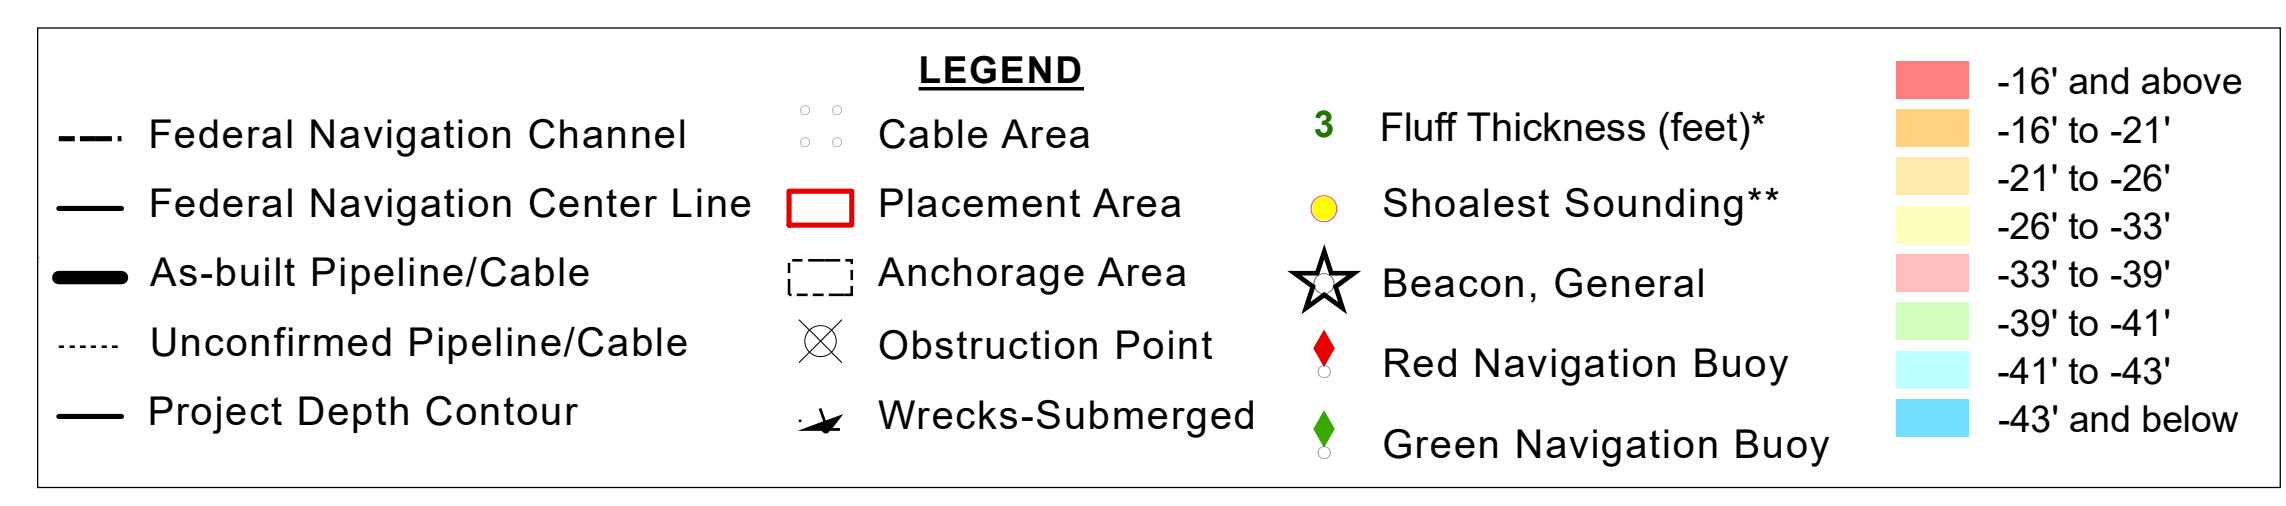 LEGEND
Federal Navigation Channel
Federal Navigation Center Line
As-built Pipeline/Cable
Unconfirmed Pipeline/Cable
Project Depth Contour
Cable Area
Placement Area
Anchorage Area
Obstruction Point
Wrecks-Submerged
3 Fluff Thickness (feet)*
Shoalest Sounding**
Beacon, General
Red Navigation Buoy
Green Navigation Buoy
-16' and above
-16' to -21'
-21' to -26'
-26' to -33'
-33' to -39'
-39' to -41'
-41' to -43'
-43' and below